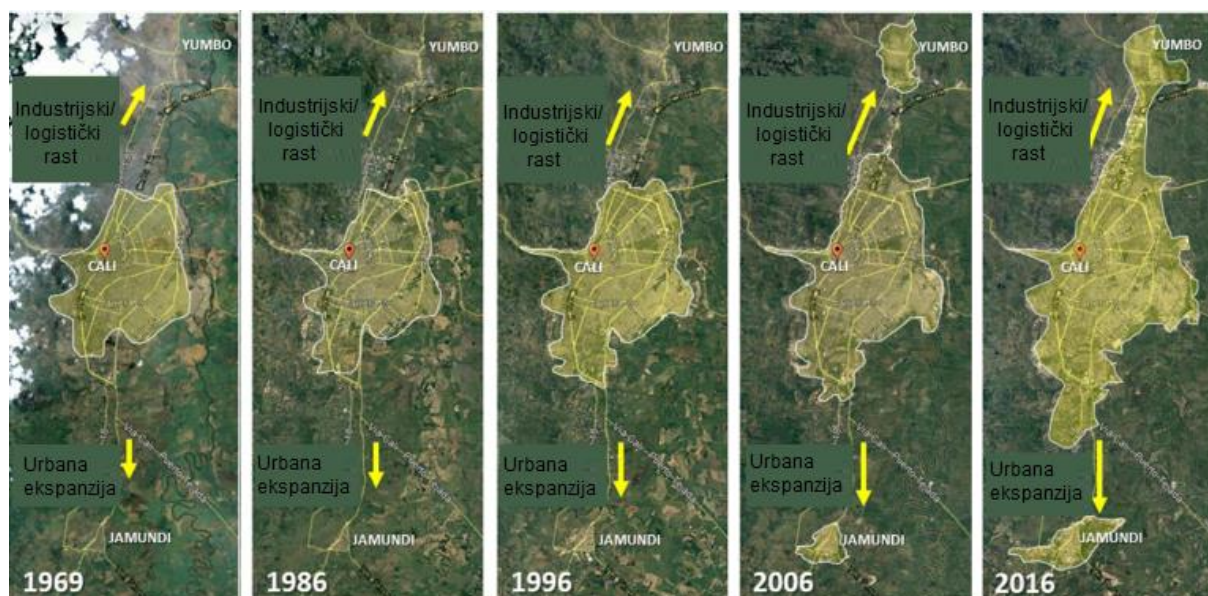 YUMBO
Industrijski/
logistički
rast
CALI
Urbana
ekspanzija
JAMUNDI
1969
YUMBO
Industrijski/
logistički
rast
CALI
Urbana
ekspanzija
JAMUNDI
1986
YUMBO
Industrijski/
logistički
rast
CALI
Urbana
ekspanzija
JAMUNDI
1996
YUMBO
Industrijski/
logistički
rast
CALI
Urbana
ekspanzija
JAMUNDI
2006
YUMBO
Industrijski/
logistički
rast
CALI
Urbana
ekspanzija
JAMUNDI
2016